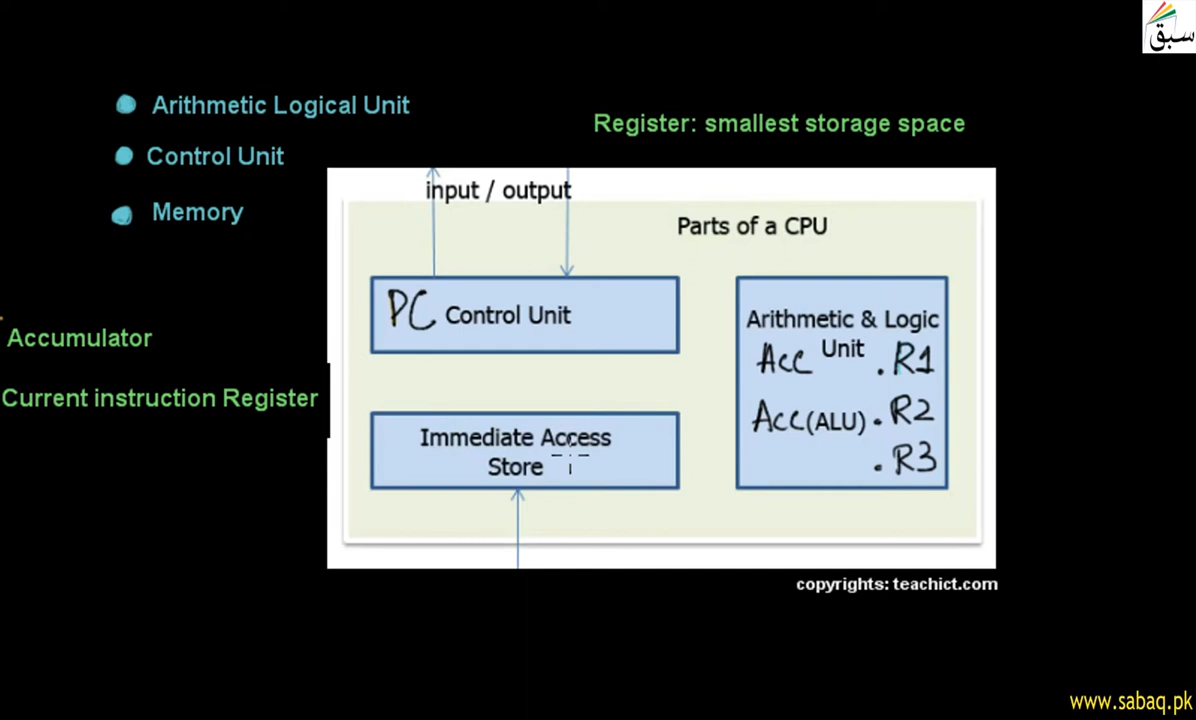 سبق
Arithmetic Logical Unit
Register: smallest storage space
Control Unit
Memory
input / output
Parts of a CPU
PC Control Unit
Arithmetic & Logic
Unit
Acc . R1
Acc(ALU) . R2
. R3
Accumulator
Current instruction Register
Immediate Access
Store
copyrights: teachict.com
www.sabaq.pk